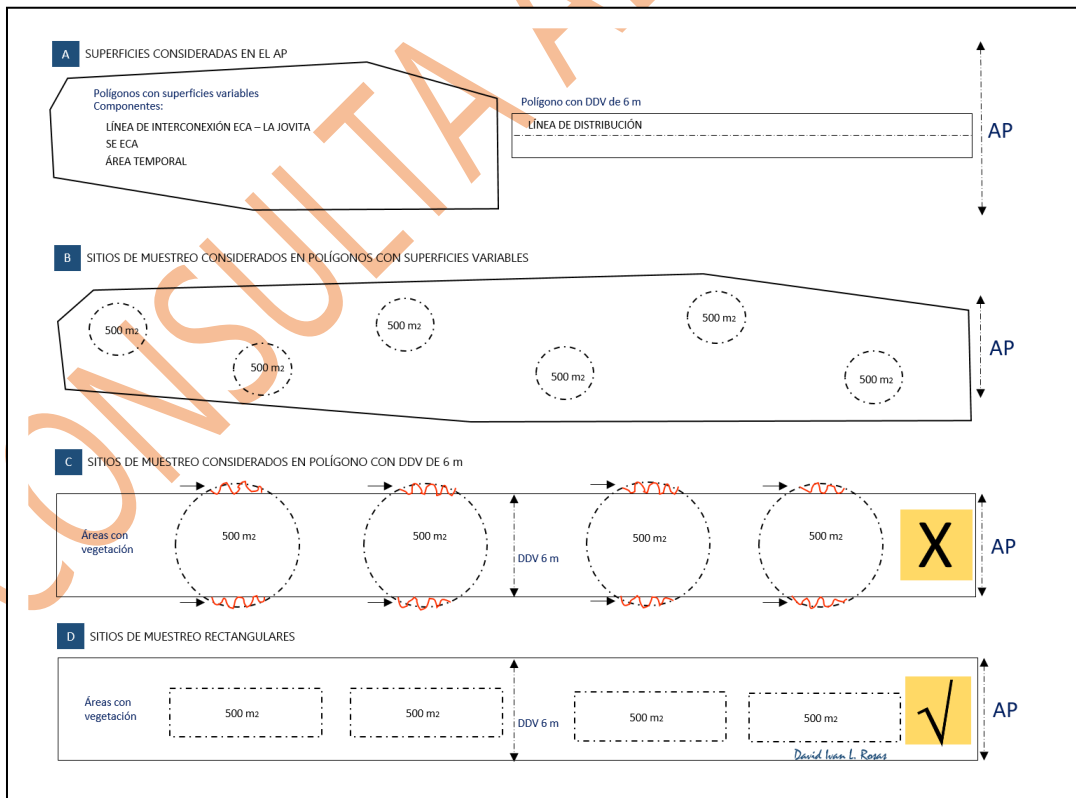 A SUPERFICIES CONSIDERADAS EN EL AP
Polígonos con superficies variables
Componentes:
LÍNEA DE INTERCONEXIÓN ECA – LA JOVITA
SE ECA
ÁREA TEMPORAL
Polígono con DDV de 6 m
LÍNEA DE DISTRIBUCIÓN
AP
B SITIOS DE MUESTREO CONSIDERADOS EN POLÍGONOS CON SUPERFICIES VARIABLES
500 m2
500 m2
500 m2
500 m2
500 m2
500 m2
AP
C SITIOS DE MUESTREO CONSIDERADOS EN POLÍGONO CON DDV DE 6 m
Áreas con
vegetación
500 m2
500 m2
DDV 6 m
500 m2
500 m2
X
AP
D SITIOS DE MUESTREO RECTANGULARES
Áreas con
vegetación
500 m2
500 m2
DDV 6 m
500 m2
500 m2
√
AP
David Ivan L. Rosas
CONSULTA